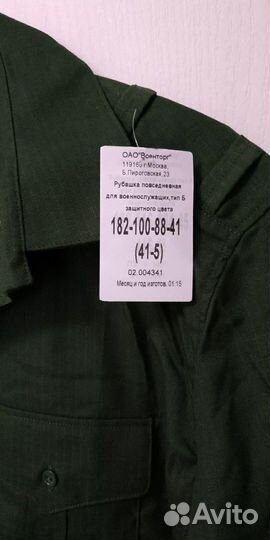 ОАО"Военторг"
119160 г.Москва,
Б.Пироговская,23
Рубашка повседневная
для военнослужащих,тип Б
защитного цвета
182-100-88-41
(41-5)
02.004341
Месяц и год изготов. 01.15
Avito